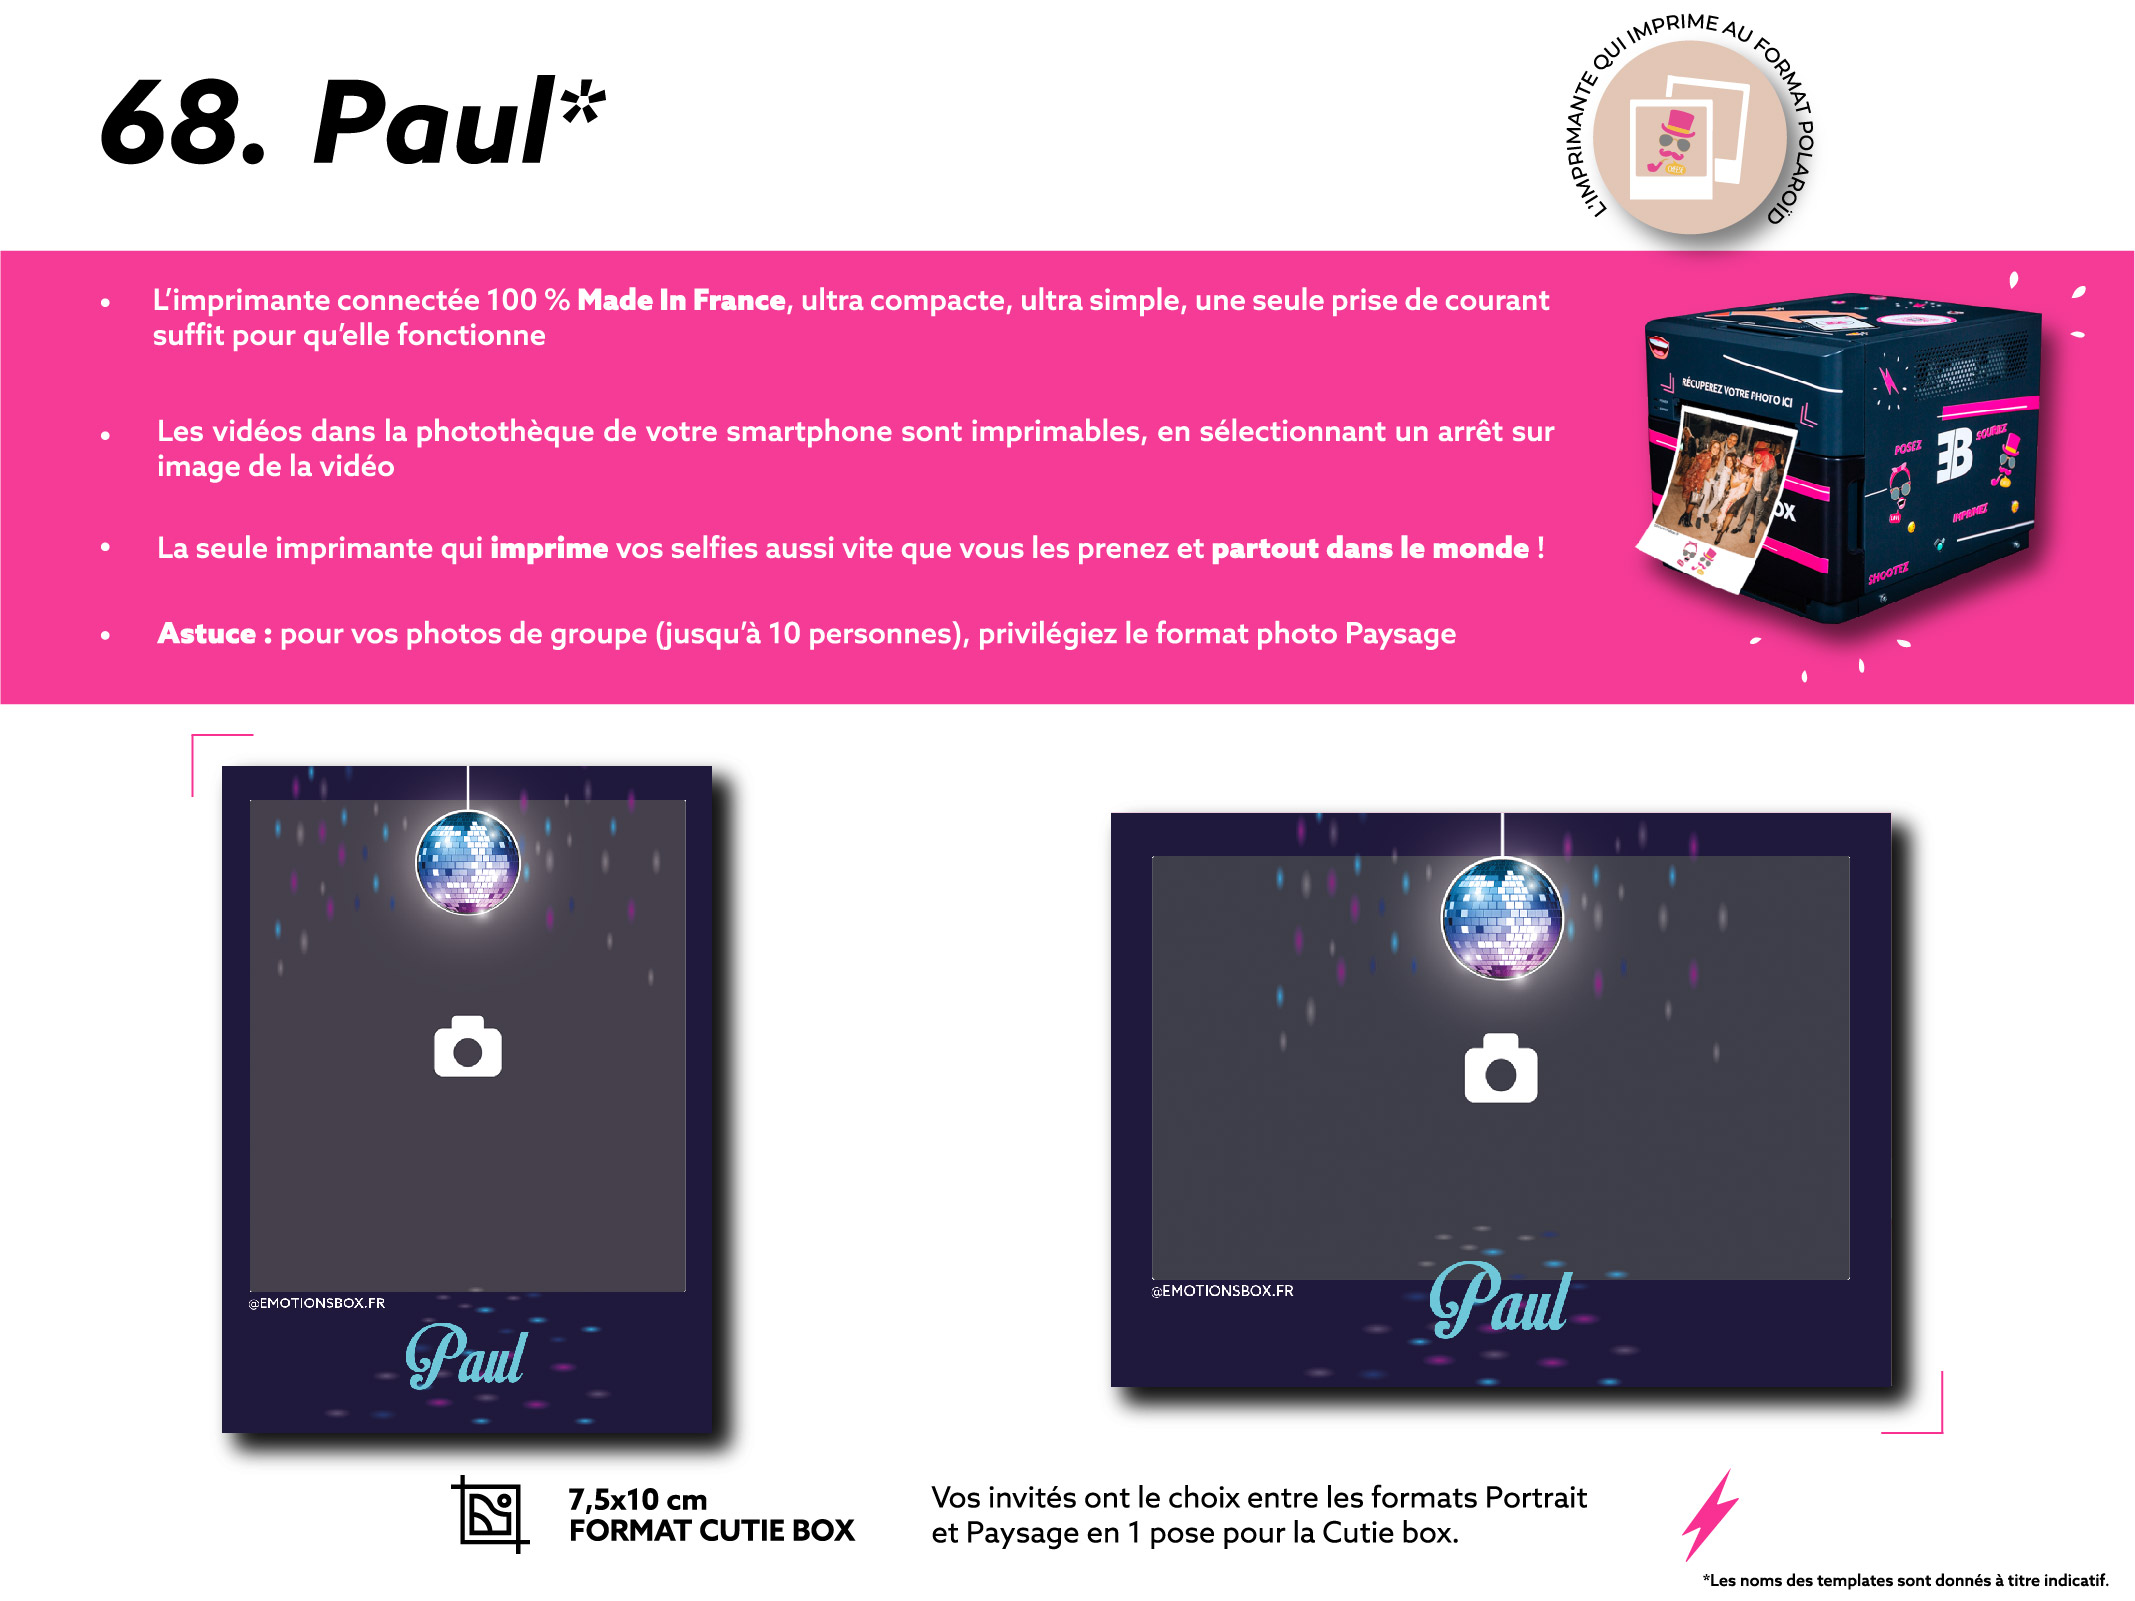 68. Paul*
L'IMPRIMANTE QUI IMPRIME AU FORMAT POLAROÏD
• L'imprimante connectée 100 % Made In France, ultra compacte, ultra simple, une seule prise de courant
suffit pour qu'elle fonctionne
• Les vidéos dans la photothèque de votre smartphone sont imprimables, en sélectionnant un arrêt sur
image de la vidéo
• La seule imprimante qui imprime vos selfies aussi vite que vous les prenez et partout dans le monde !
• Astuce : pour vos photos de groupe (jusqu'à 10 personnes), privilégiez le format photo Paysage
RÉCUPEREZ VOTRE PHOTO ICI
POSEZ
EB
SOURIEZ
OX
IMPRIMEZ
SHOOTEZ
@EMOTIONSBOX.FR
Paul
@EMOTIONSBOX.FR
Paul
7,5x10 cm
FORMAT CUTIE BOX
Vos invités ont le choix entre les formats Portrait
et Paysage en 1 pose pour la Cutie box.
*Les noms des templates sont donnés à titre indicatif.